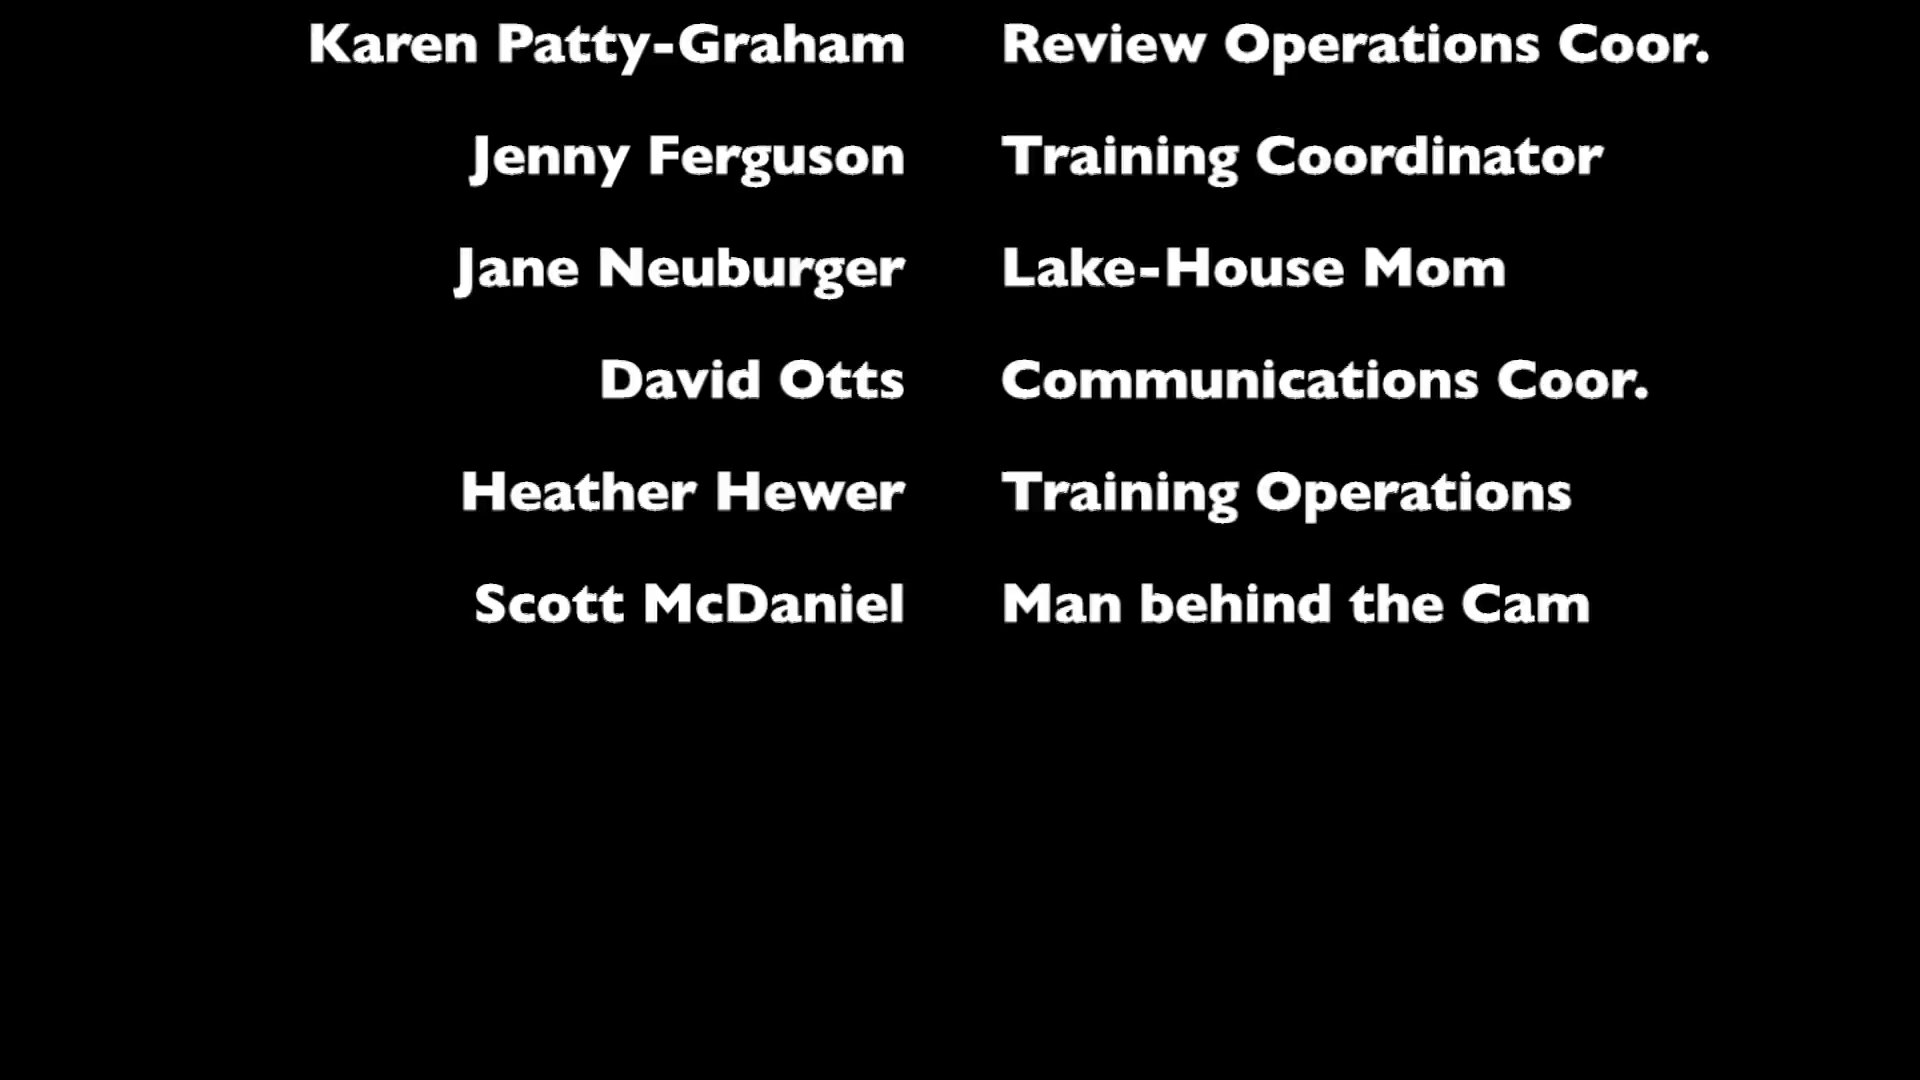 Karen Patty-Graham Review Operations Coor.
Jenny Ferguson Training Coordinator
Jane Neuburger Lake-House Mom
David Otts Communications Coor.
Heather Hewer Training Operations
Scott McDaniel Man behind the Cam